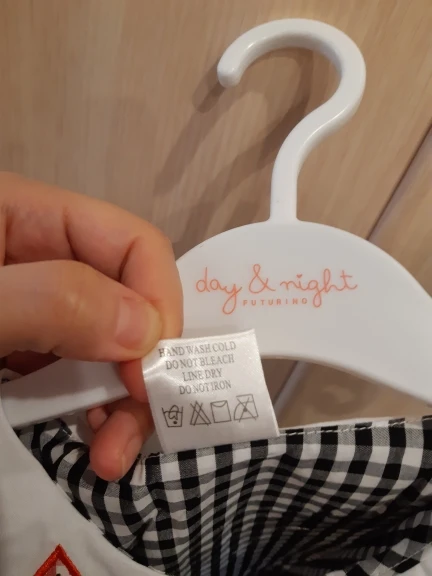 day & night
FUTURINO
HAND WASH COLD
DO NOT BLEACH
LINE DRY
DO NOT IRON